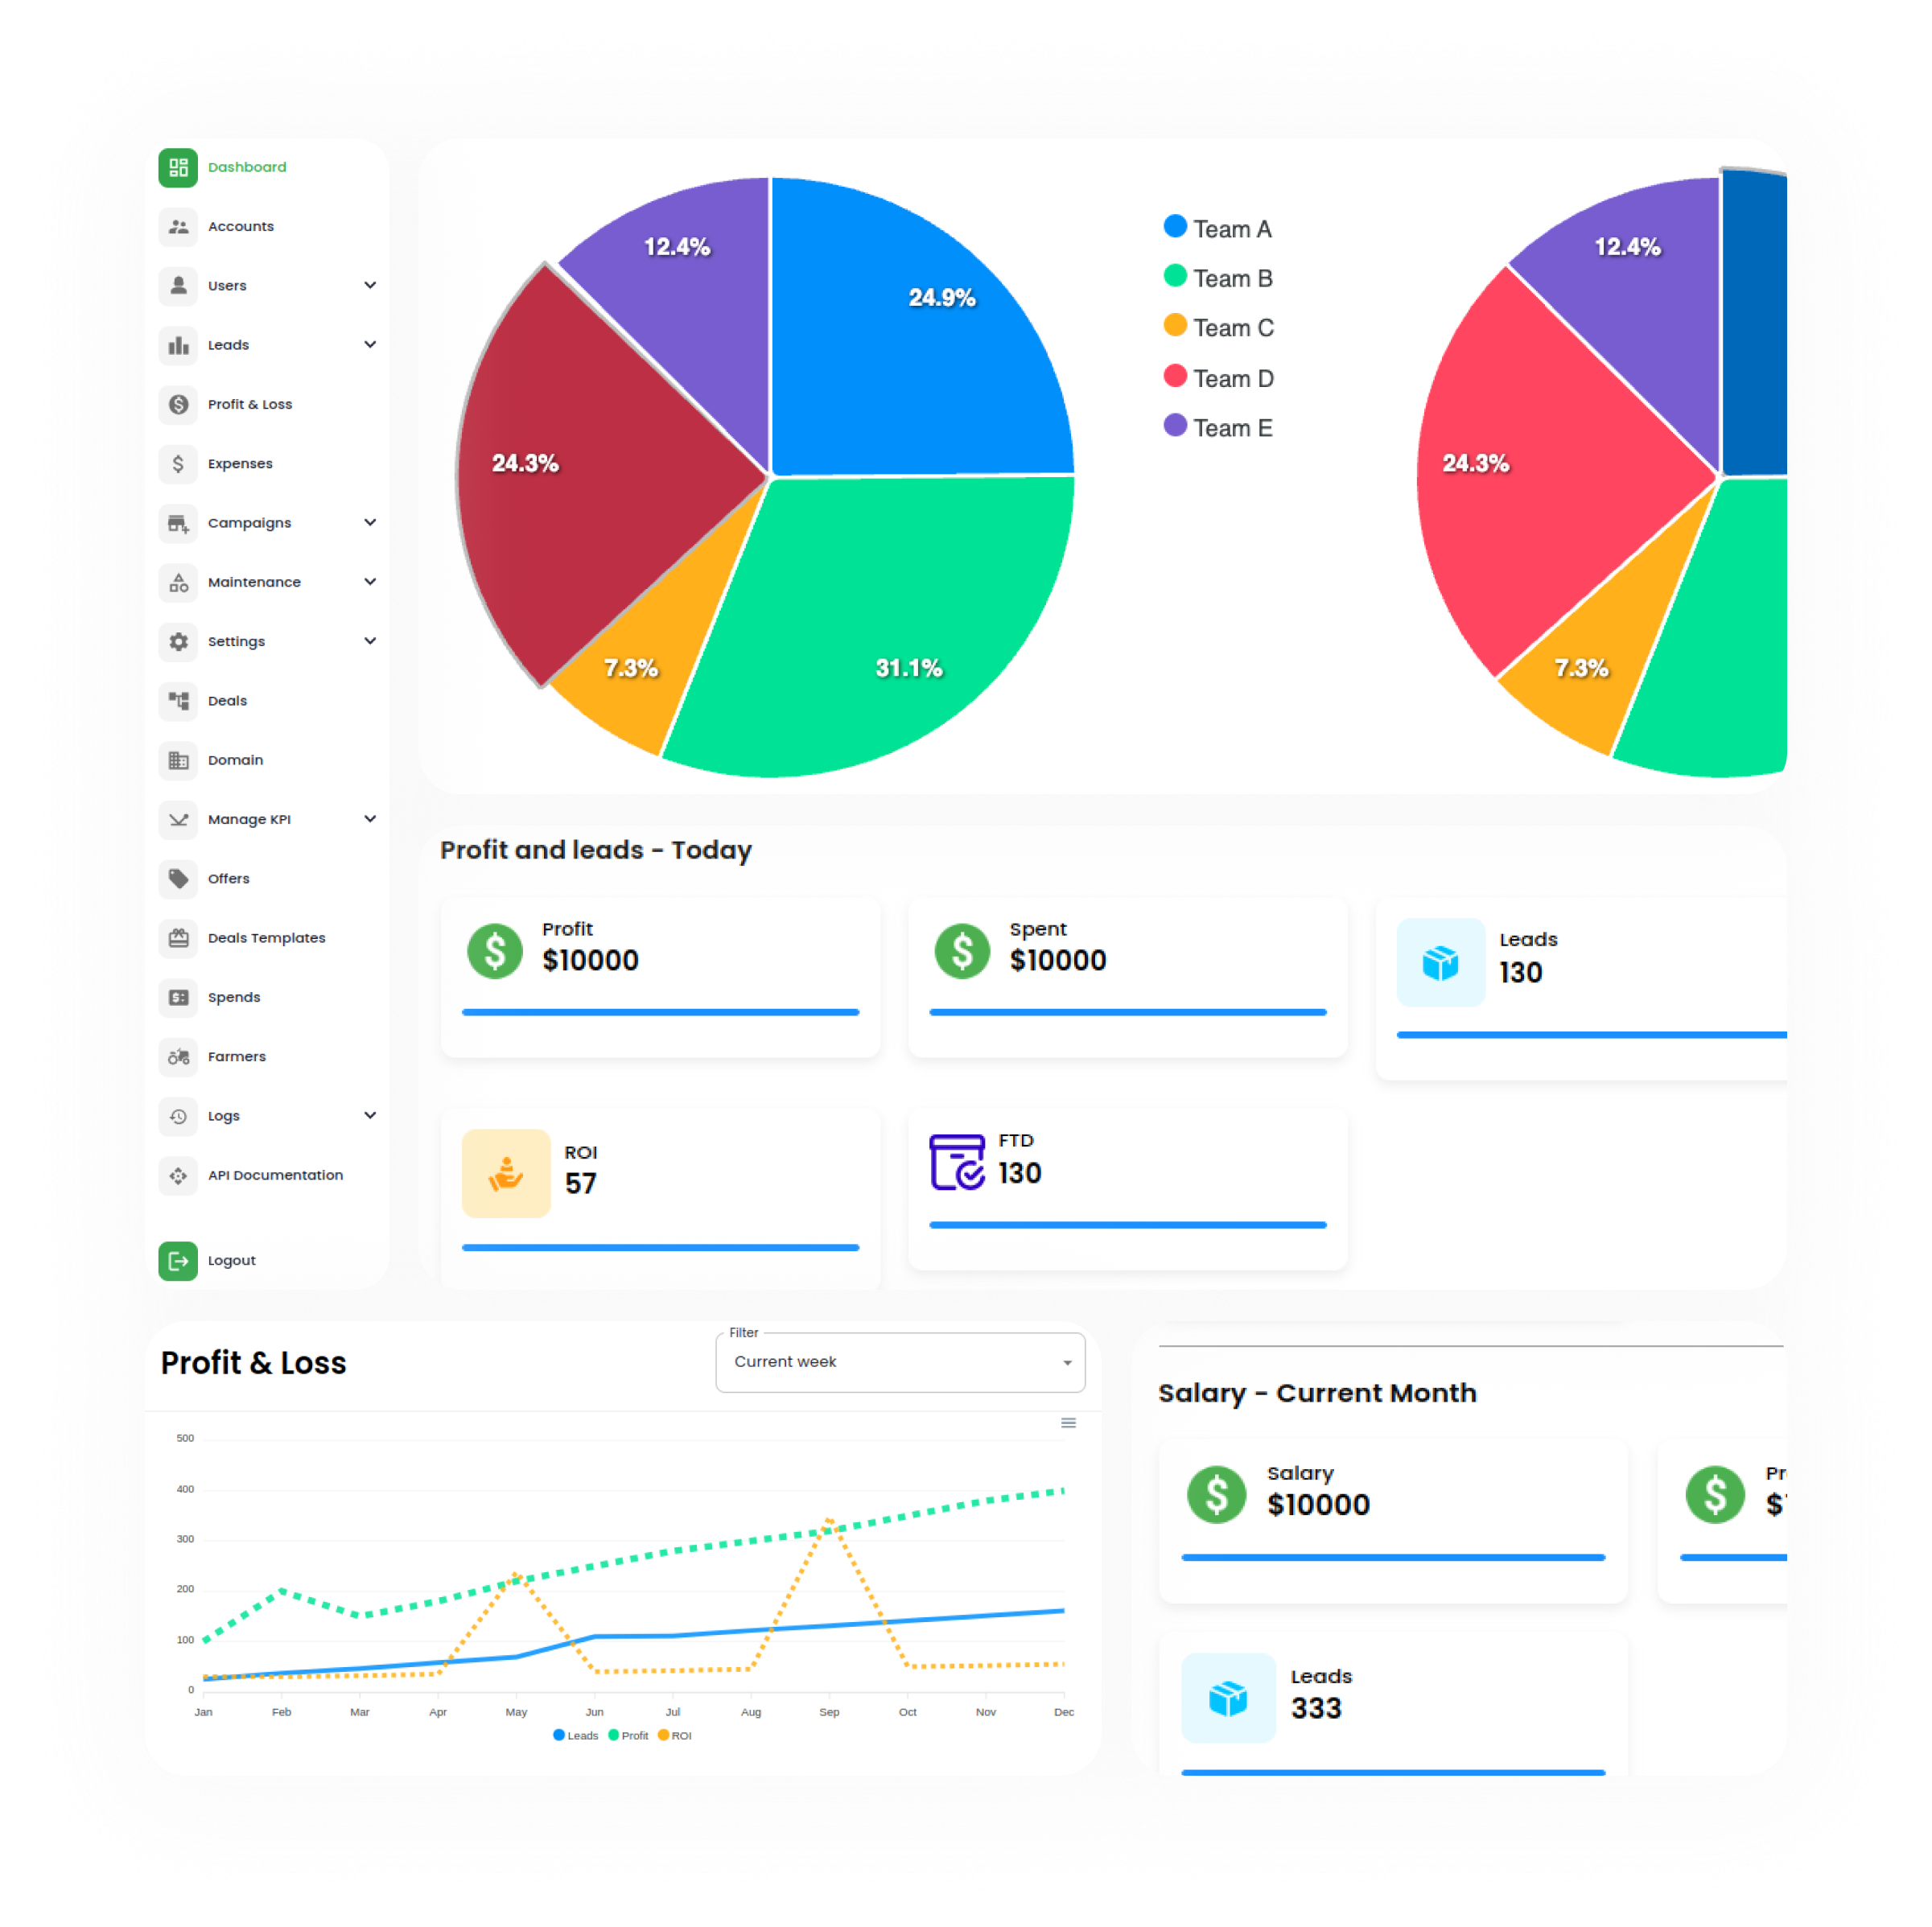 Dashboard
Accounts
Users
Leads
Profit & Loss
Expenses
Campaigns
Maintenance
Settings
Deals
Domain
Manage KPI
Offers
Deals Templates
Spends
Farmers
Logs
API Documentation
Logout
12.4%
24.9%
24.3%
7.3%
31.1%
Team A
Team B
Team C
Team D
Team E
12.4%
24.3%
7.3%
Profit and leads - Today
Profit
$10000
Spent
$10000
Leads
130
ROI
57
FTD
130
Profit & Loss
Filter
Current week
500
400
300
200
100
0
Jan Feb Mar Apr May Jun Jul Aug Sep Oct Nov Dec
Leads Profit ROI
Salary - Current Month
Salary
$10000
Leads
333